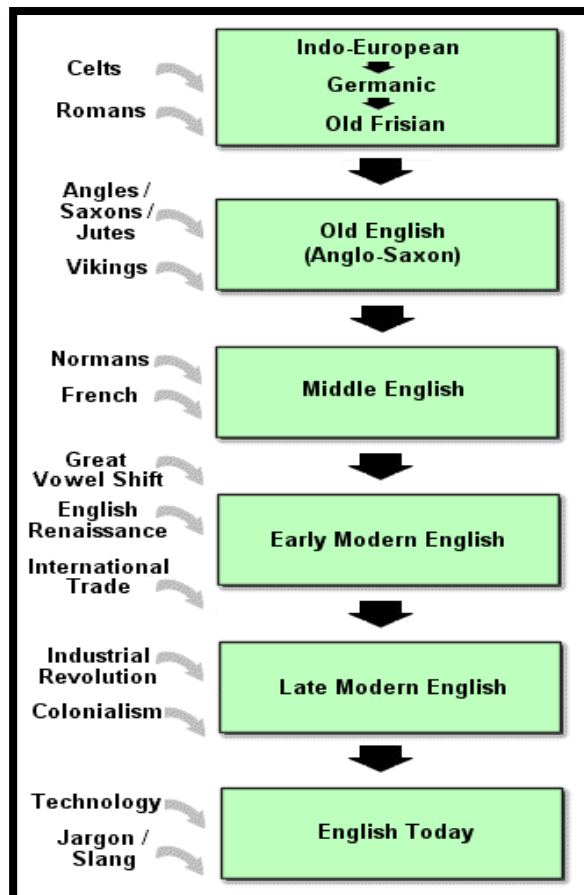 Celts
Romans
Indo-European
Germanic
Old Frisian
Angles /
Saxons /
Jutes
Vikings
Old English
(Anglo-Saxon)
Normans
French
Middle English
Great
Vowel Shift
English
Renaissance
International
Trade
Early Modern English
Industrial
Revolution
Colonialism
Late Modern English
Technology
Jargon /
Slang
English Today